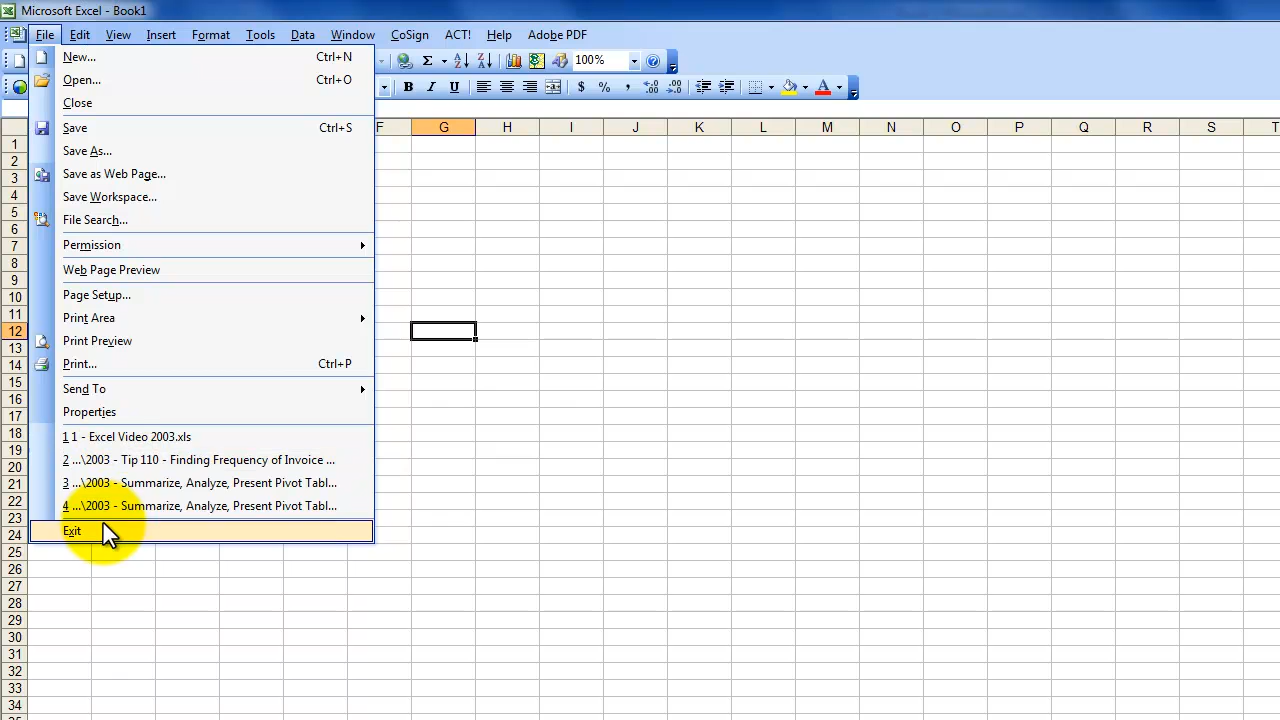 Microsoft Excel - Book1
File Edit View Insert Format Tools Data Window CoSign ACT! Help Adobe PDF
New... Ctrl+N
Σ 100%
Open... Ctrl+O
B I U $ % ,
Close
F G H I J K L M N O P Q R S T
Save Ctrl+S
Save As...
Save as Web Page...
Save Workspace...
File Search...
Permission
Web Page Preview
Page Setup...
Print Area
Print Preview
Print... Ctrl+P
Send To
Properties
1 1 - Excel Video 2003.xls
2 ...\2003 - Tip 110 - Finding Frequency of Invoice ...
3 ...\2003 - Summarize, Analyze, Present Pivot Tabl...
4 ...\2003 - Summarize, Analyze, Present Pivot Tabl...
Exit
1
2
3
4
5
6
7
8
9
10
11
12
13
14
15
16
17
18
19
20
21
22
23
24
25
26
27
28
29
30
31
32
33
34